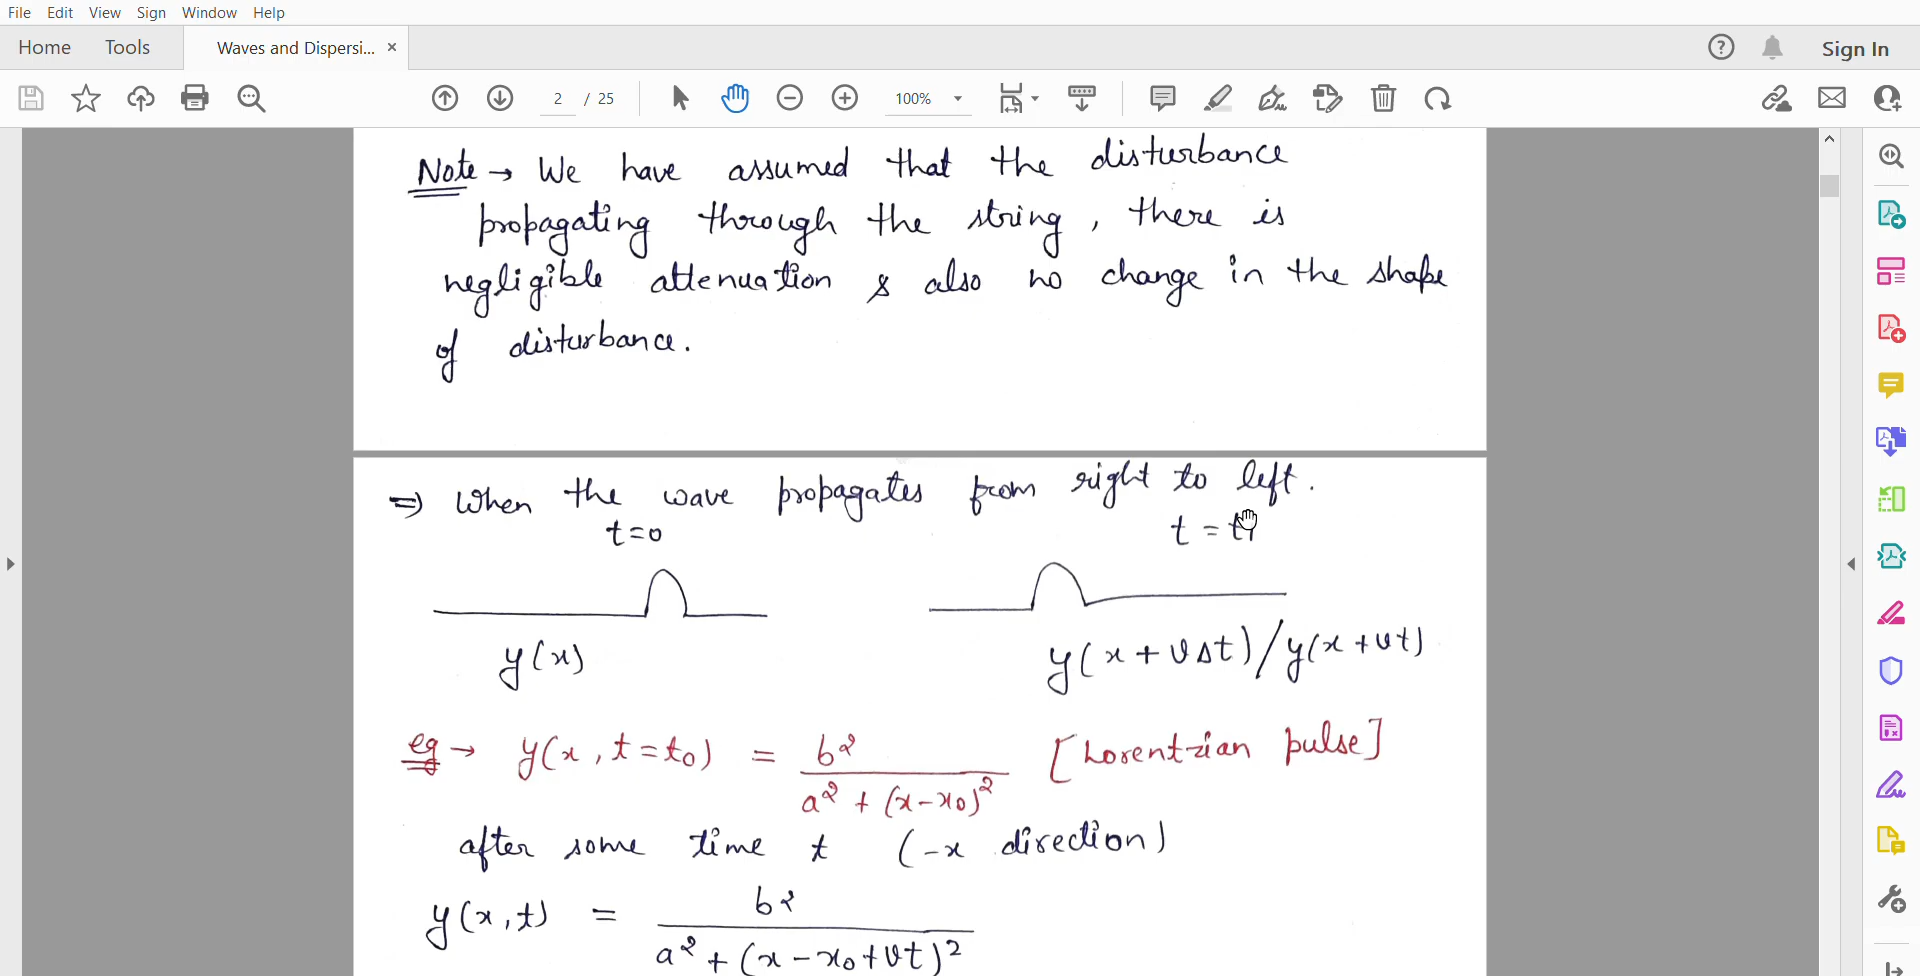 File Edit View Sign Window Help
Home Tools Waves and Dispersi... × ? Sign In
2 / 25 100%
Note → We have assumed that the disturbance
propagating through the string, there is
negligible attenuation & also no change in the shape
of disturbance.
⇒ When the wave propagates from right to left.
t=0 t = t1
y(x) y(x+vΔt)/y(x+vt)
eg → y(x, t=t0) = b²/(a² + (x-x0)²) [Lorentzian pulse]
after some time t (-x direction)
y(x,t) = b²/(a² + (x-x0+vt)²)